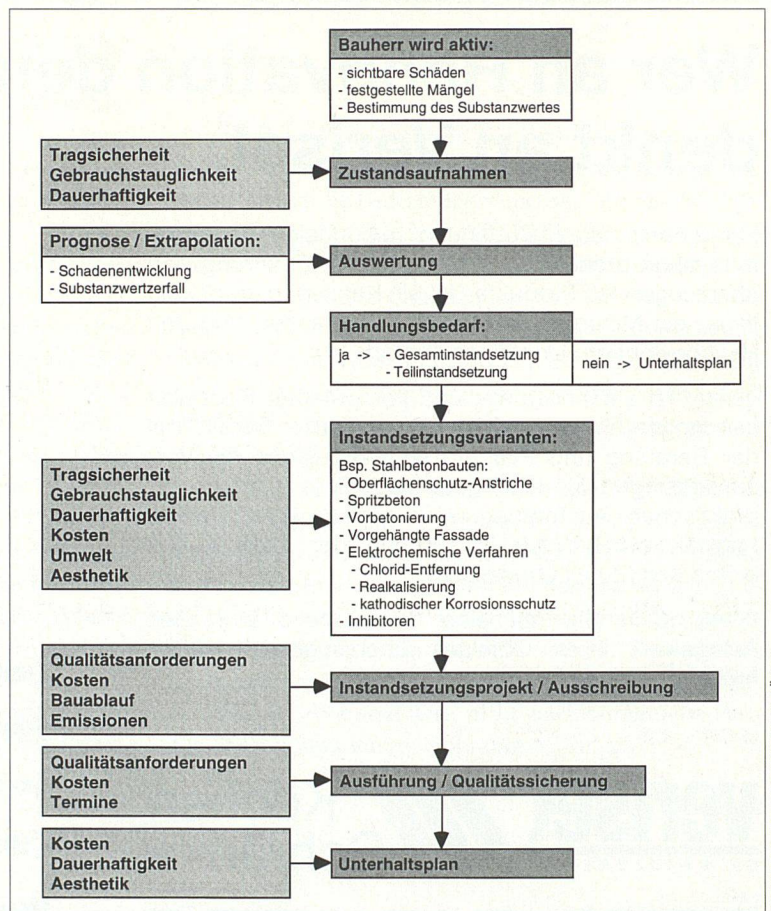 Bauherr wird aktiv:
- sichtbare Schäden
- festgestellte Mängel
- Bestimmung des Substanzwertes
Tragsicherheit
Gebrauchstauglichkeit
Dauerhaftigkeit
Zustandsaufnahmen
Prognose / Extrapolation:
- Schadenentwicklung
- Substanzwertzerfall
Auswertung
Handlungsbedarf:
ja -> - Gesamtinstandsetzung
- Teilinstandsetzung
nein -> Unterhaltsplan
Instandsetzungsvarianten:
Bsp. Stahlbetonbauten:
- Oberflächenschutz-Anstriche
- Spritzbeton
- Vorbetonierung
- Vorgehängte Fassade
- Elektrochemische Verfahren
- Chlorid-Entfernung
- Realkalisierung
- kathodischer Korrosionsschutz
- Inhibitoren
Tragsicherheit
Gebrauchstauglichkeit
Dauerhaftigkeit
Kosten
Umwelt
Aesthetik
Qualitätsanforderungen
Kosten
Bauablauf
Emissionen
Instandsetzungsprojekt / Ausschreibung
Qualitätsanforderungen
Kosten
Termine
Ausführung / Qualitätssicherung
Kosten
Dauerhaftigkeit
Aesthetik
Unterhaltsplan